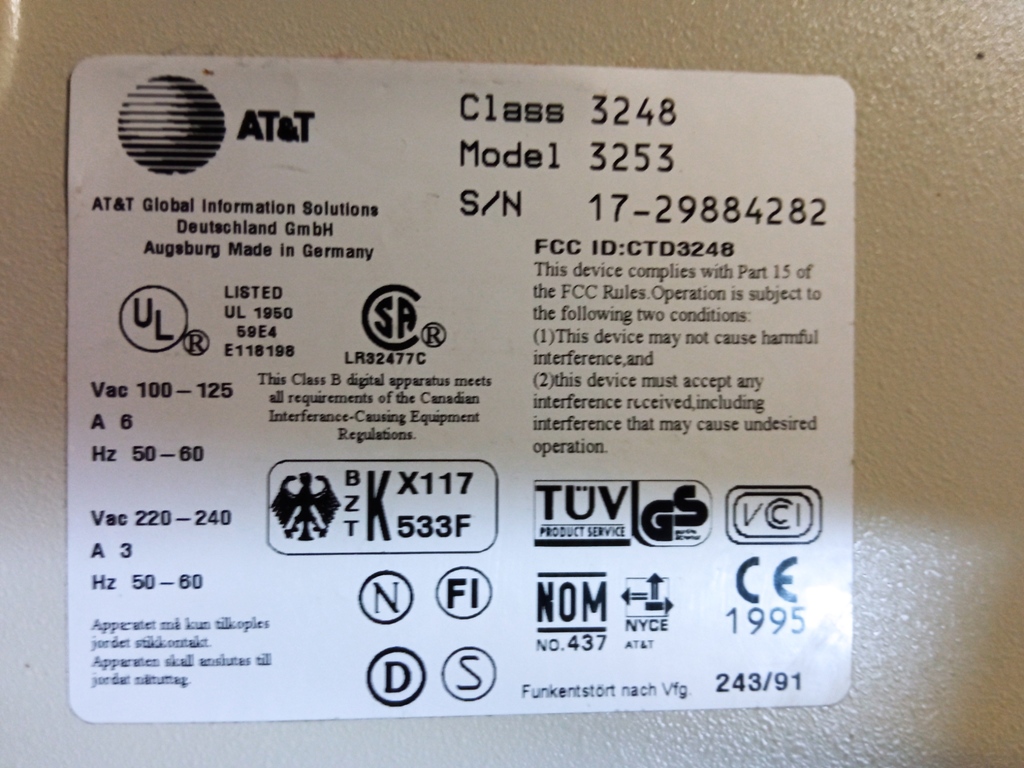 AT&T
Class 3248
Model 3253
S/N 17-29884282
AT&T Global Information Solutions
Deutschland GmbH
Augsburg Made in Germany
FCC ID:CTD3248
This device complies with Part 15 of
the FCC Rules.Operation is subject to
the following two conditions:
(1)This device may not cause harmful
interference,and
(2)this device must accept any
interference received,including
interference that may cause undesired
operation.
UL ®
LISTED
UL 1950
59E4
E118198
SA ®
LR32477C
This Class B digital apparatus meets
all requirements of the Canadian
Interferance-Causing Equipment
Regulations.
Vac 100-125
A 6
Hz 50-60
Vac 220-240
A 3
Hz 50-60
BZT K X117
533F
TÜV
PRODUCT SERVICE
GS
VCI
N
FI
D
S
NOM
NO.437
NYCE
AT&T
CE
1995
Apparatet må kun tilkoples
jordet stikkontakt.
Apparaten skall anslutas till
jordat nätuttag.
Funkentstört nach Vfg. 243/91